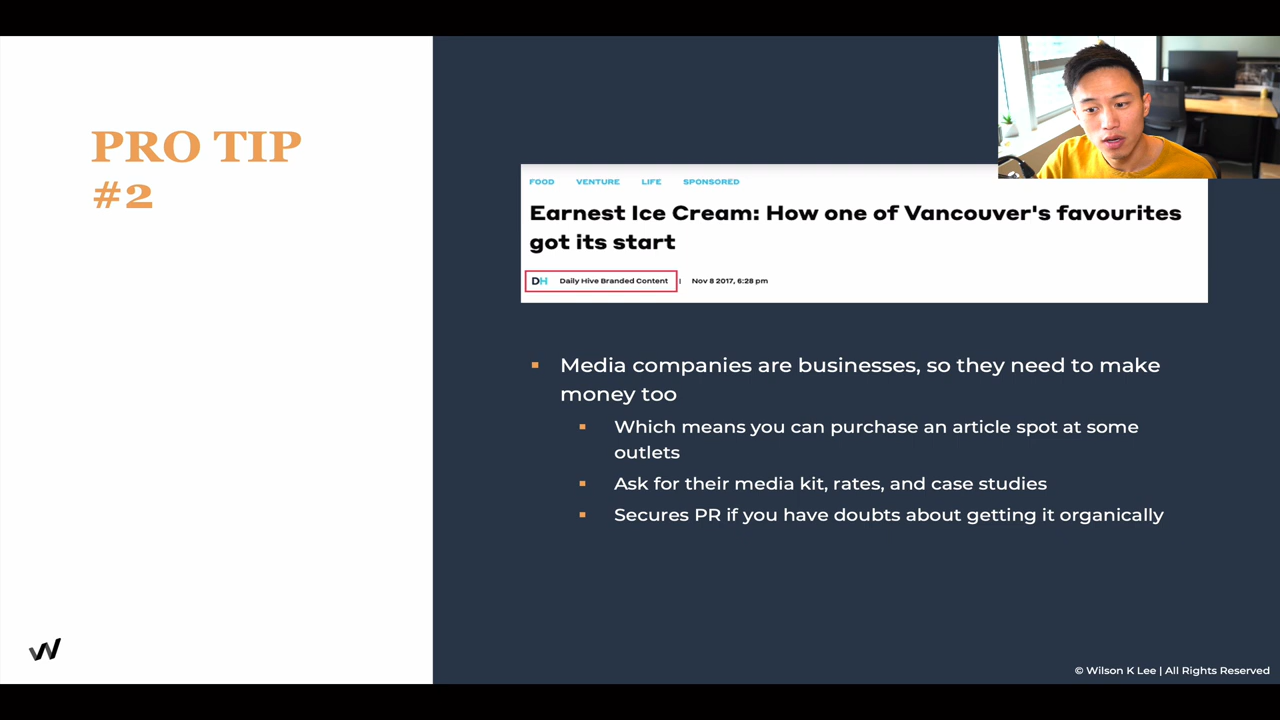 PRO TIP
#2
FOOD VENTURE LIFE SPONSORED
Earnest Ice Cream: How one of Vancouver's favourites
got its start
DH Daily Hive Branded Content | Nov 8 2017, 6:28 pm
▪ Media companies are businesses, so they need to make
money too
▪ Which means you can purchase an article spot at some
outlets
▪ Ask for their media kit, rates, and case studies
▪ Secures PR if you have doubts about getting it organically
W
© Wilson K Lee | All Rights Reserved